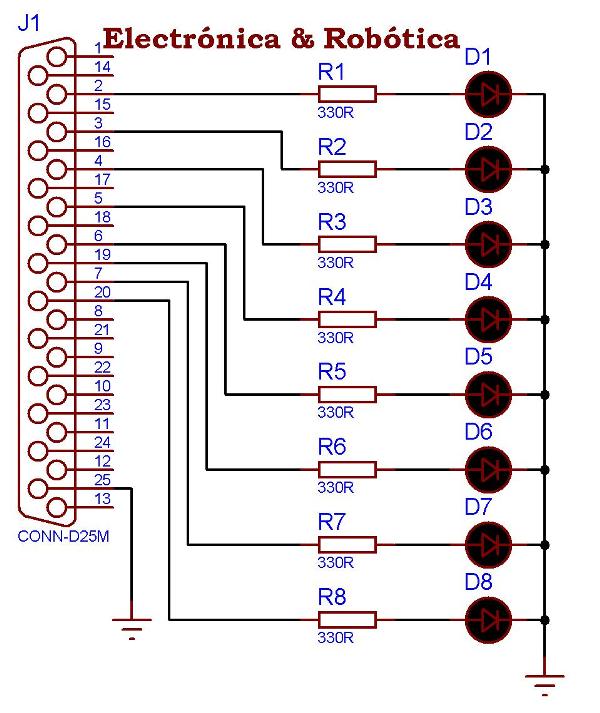 J1
Electrónica & Robótica
1
14
2
15
3
16
4
17
5
18
6
19
7
20
8
21
9
22
10
23
11
24
12
25
13
CONN-D25M
R1
330R
D1
R2
330R
D2
R3
330R
D3
R4
330R
D4
R5
330R
D5
R6
330R
D6
R7
330R
D7
R8
330R
D8